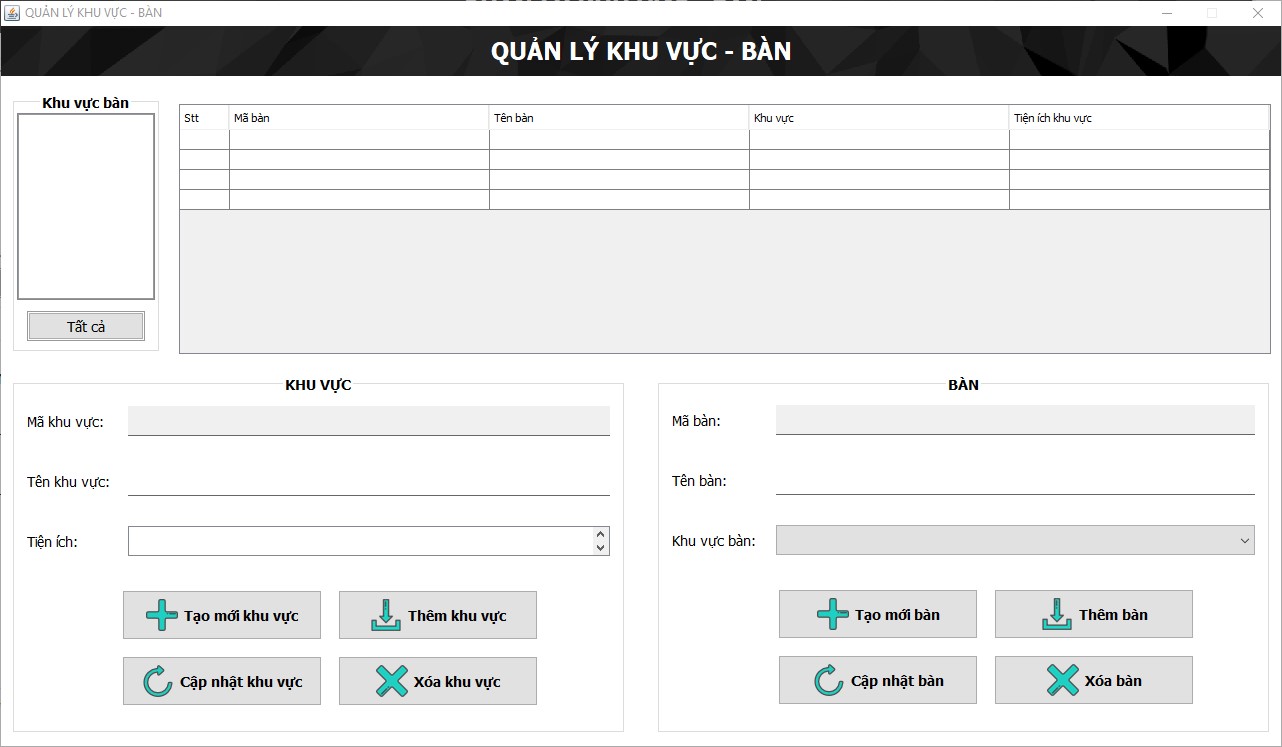 QUẢN LÝ KHU VỰC - BÀN
QUẢN LÝ KHU VỰC - BÀN
Khu vực bàn
Tất cả
Stt Mã bàn Tên bàn Khu vực Tiện ích khu vực
KHU VỰC
Mã khu vực:
Tên khu vực:
Tiện ích:
Tạo mới khu vực Thêm khu vực
Cập nhật khu vực Xóa khu vực
BÀN
Mã bàn:
Tên bàn:
Khu vực bàn:
Tạo mới bàn Thêm bàn
Cập nhật bàn Xóa bàn